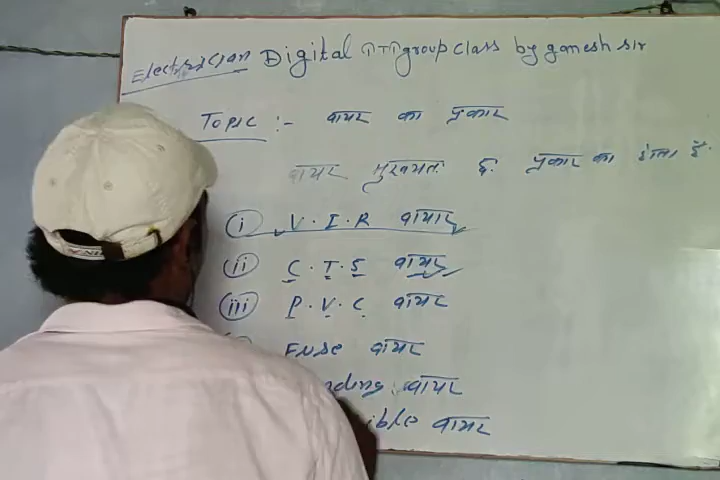 Electrician Digital ITI group class by ganesh sir
Topic :- वायर का प्रकार
वायर मुख्यतः छः प्रकार का होता है
(i) V.I.R वायर
(ii) C.T.S वायर
(iii) P.V.C वायर
Fuse वायर
nding वायर
ible वायर